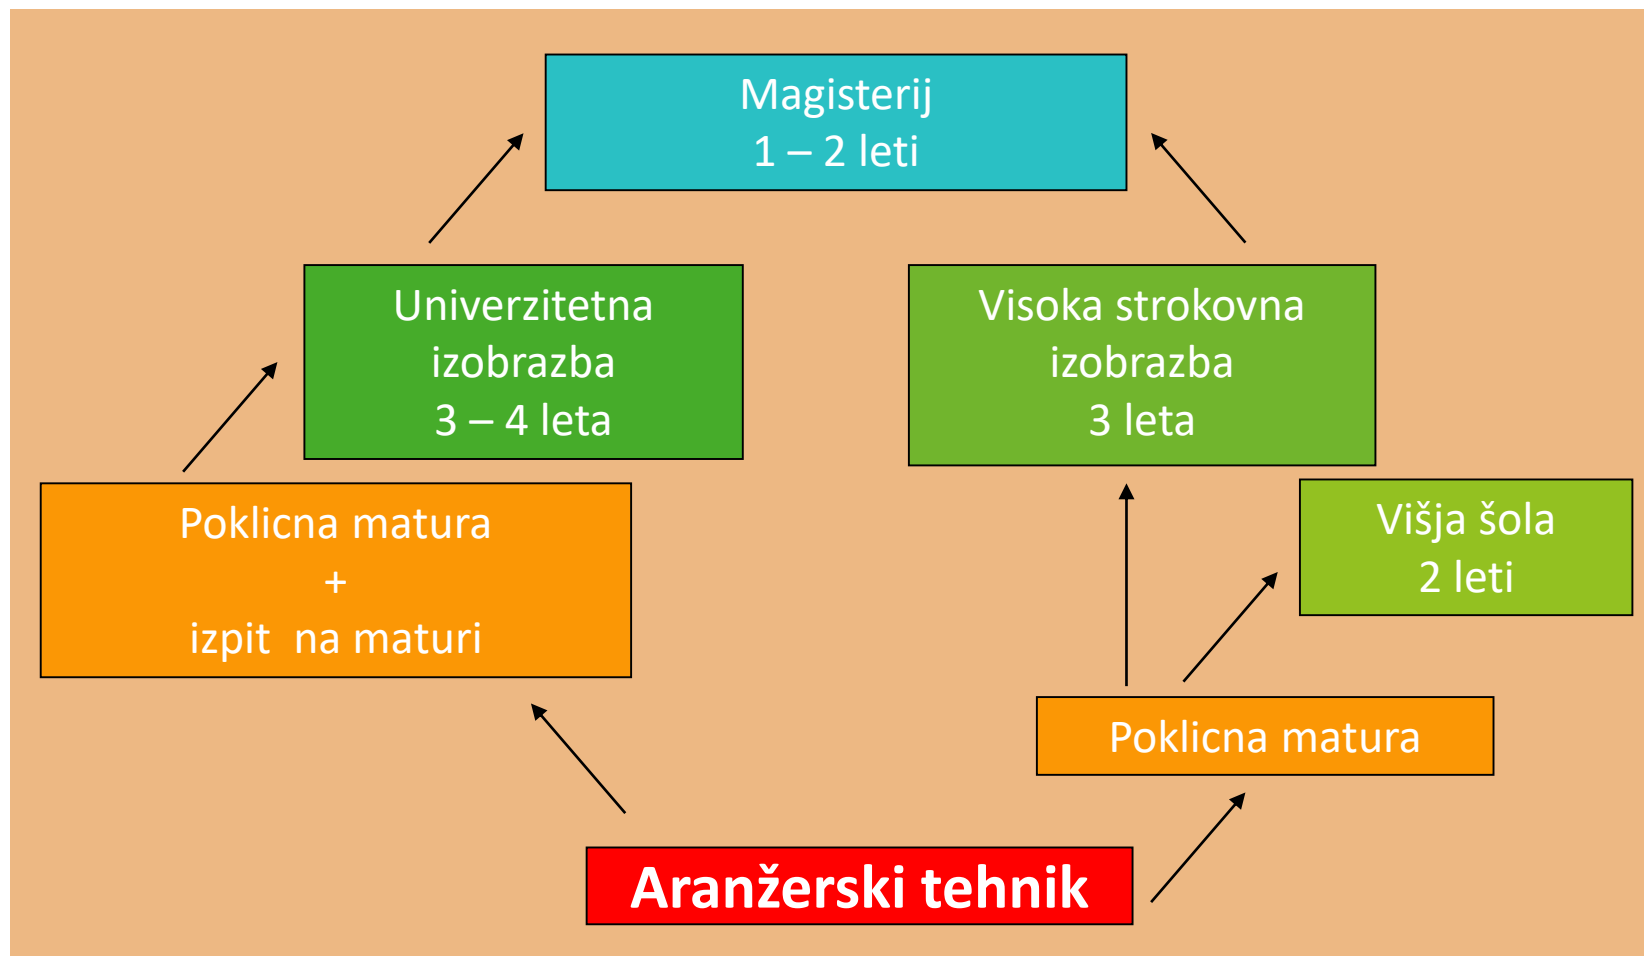 Magisterij
1 – 2 leti
Univerzitetna
izobrazba
3 – 4 leta
Visoka strokovna
izobrazba
3 leta
Poklicna matura
+
izpit  na maturi
Višja šola
2 leti
Poklicna matura
Aranžerski tehnik